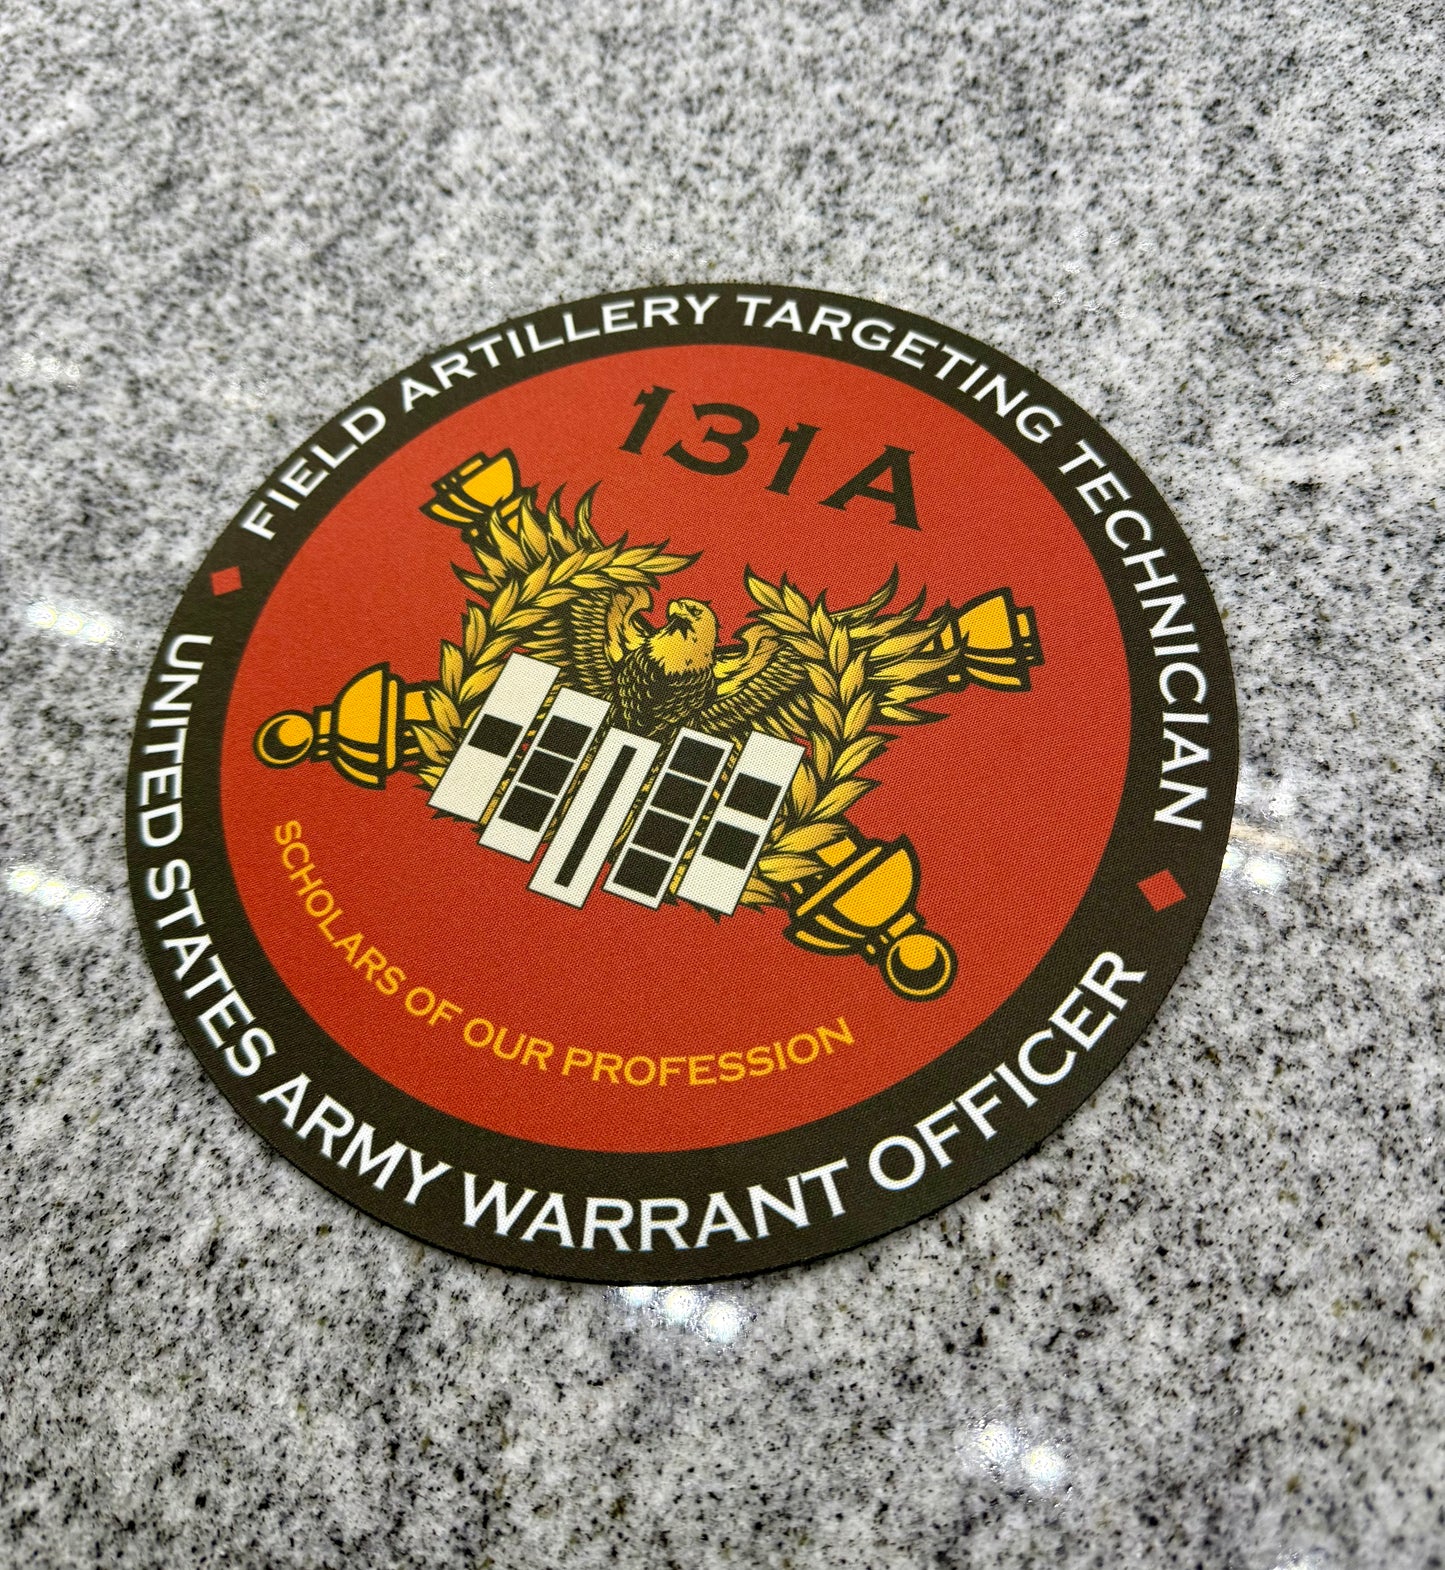 FIELD ARTILLERY TARGETING TECHNICIAN
131A
SCHOLARS OF OUR PROFESSION
UNITED STATES ARMY WARRANT OFFICER